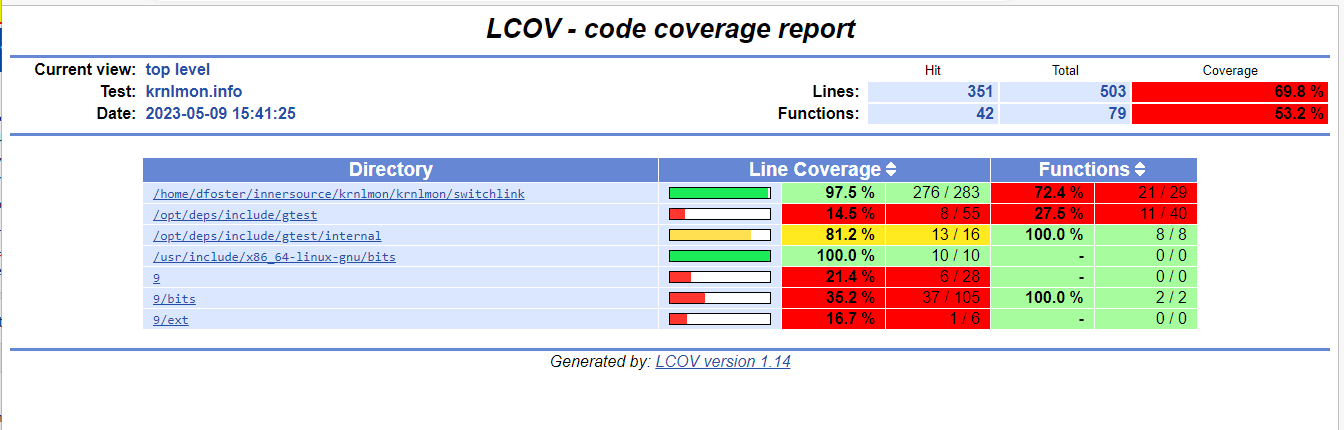 LCOV - code coverage report
Current view: top level Hit Total Coverage
Test: krnlmon.info Lines: 351 503 69.8 %
Date: 2023-05-09 15:41:25 Functions: 42 79 53.2 %
Directory Line Coverage Functions
/home/dfoster/innersource/krnlmon/krnlmon/switchlink 97.5 % 276 / 283 72.4 % 21 / 29
/opt/deps/include/gtest 14.5 % 8 / 55 27.5 % 11 / 40
/opt/deps/include/gtest/internal 81.2 % 13 / 16 100.0 % 8 / 8
/usr/include/x86_64-linux-gnu/bits 100.0 % 10 / 10 - 0 / 0
9 21.4 % 6 / 28 - 0 / 0
9/bits 35.2 % 37 / 105 100.0 % 2 / 2
9/ext 16.7 % 1 / 6 - 0 / 0
Generated by: LCOV version 1.14